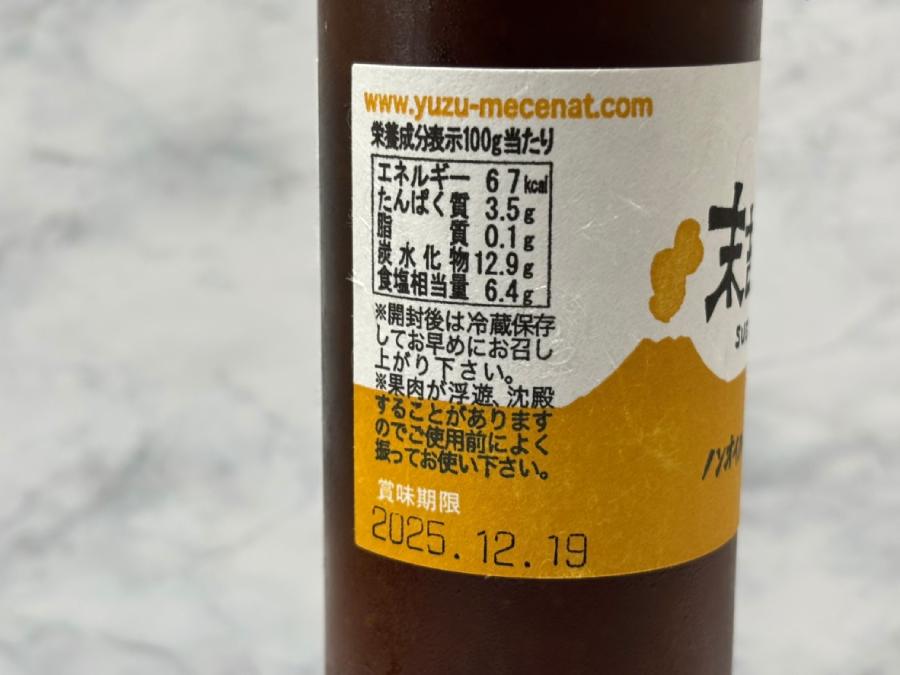 www.yuzu-mecenat.com
栄養成分表示100g当たり
エネルギー 67kcal
たんぱく質 3.5g
脂質 0.1g
炭水化物 12.9g
食塩相当量 6.4g
※開封後は冷蔵保存
してお早めにお召し
上がり下さい。
※果肉が浮遊、沈殿
することがあります
のでご使用前によく
振ってお使い下さい。
賞味期限
2025.12.19
末
ノンオイ